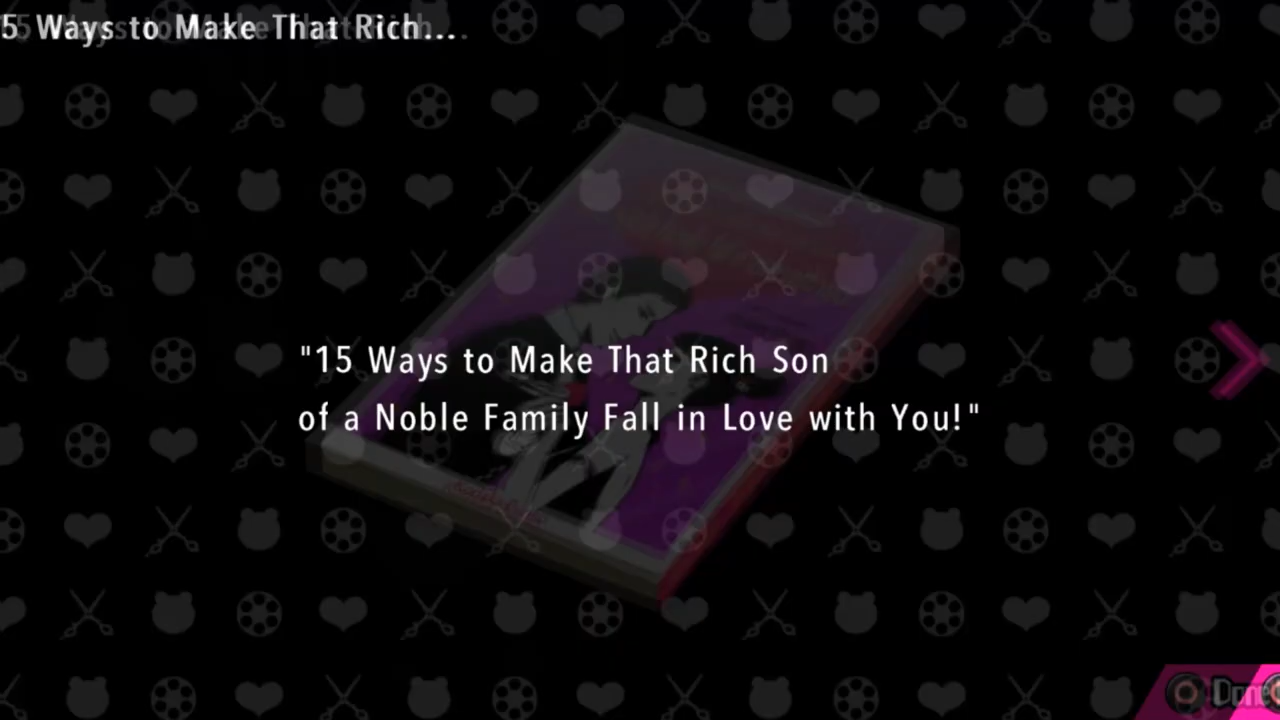 5 Ways to Make That Rich...
"15 Ways to Make That Rich Son
of a Noble Family Fall in Love with You!"
Done